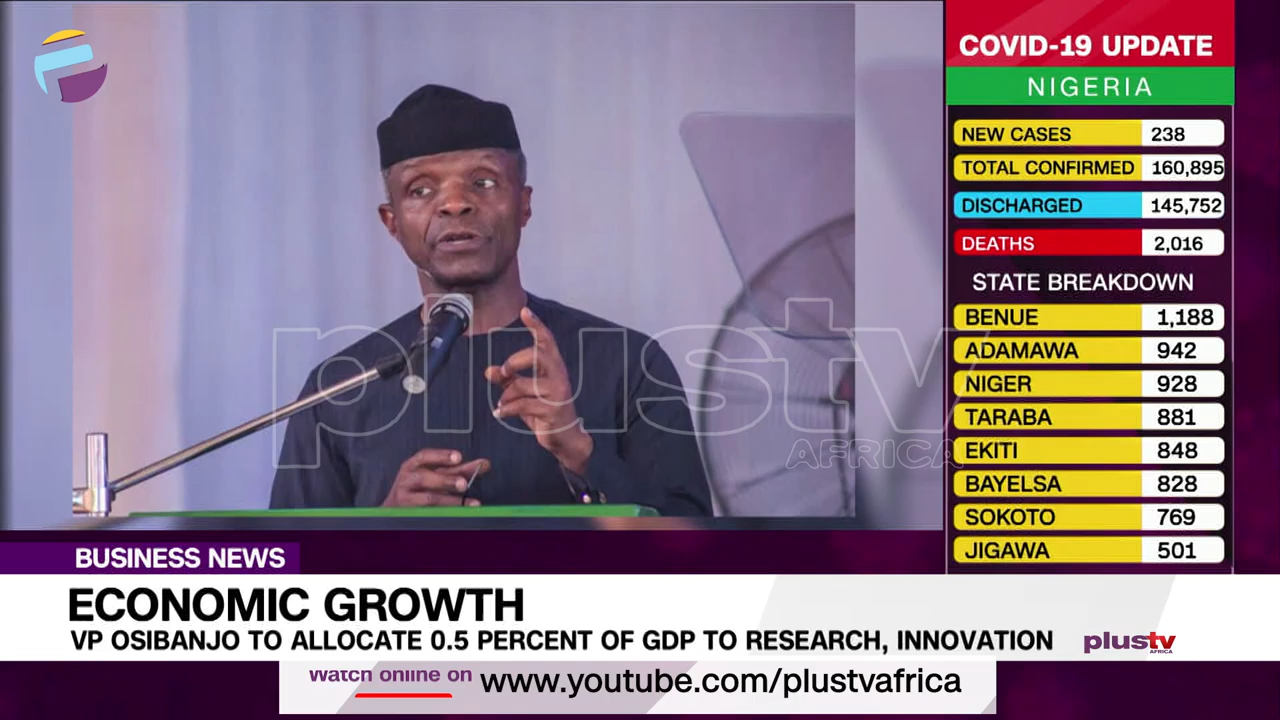 COVID-19 UPDATE
NIGERIA
NEW CASES 238
TOTAL CONFIRMED 160,895
DISCHARGED 145,752
DEATHS 2,016
STATE BREAKDOWN
BENUE 1,188
ADAMAWA 942
NIGER 928
TARABA 881
EKITI 848
BAYELSA 828
SOKOTO 769
JIGAWA 501
plustv
AFRICA
BUSINESS NEWS
ECONOMIC GROWTH
VP OSIBANJO TO ALLOCATE 0.5 PERCENT OF GDP TO RESEARCH, INNOVATION
plustv
AFRICA
watch online on www.youtube.com/plustvafrica